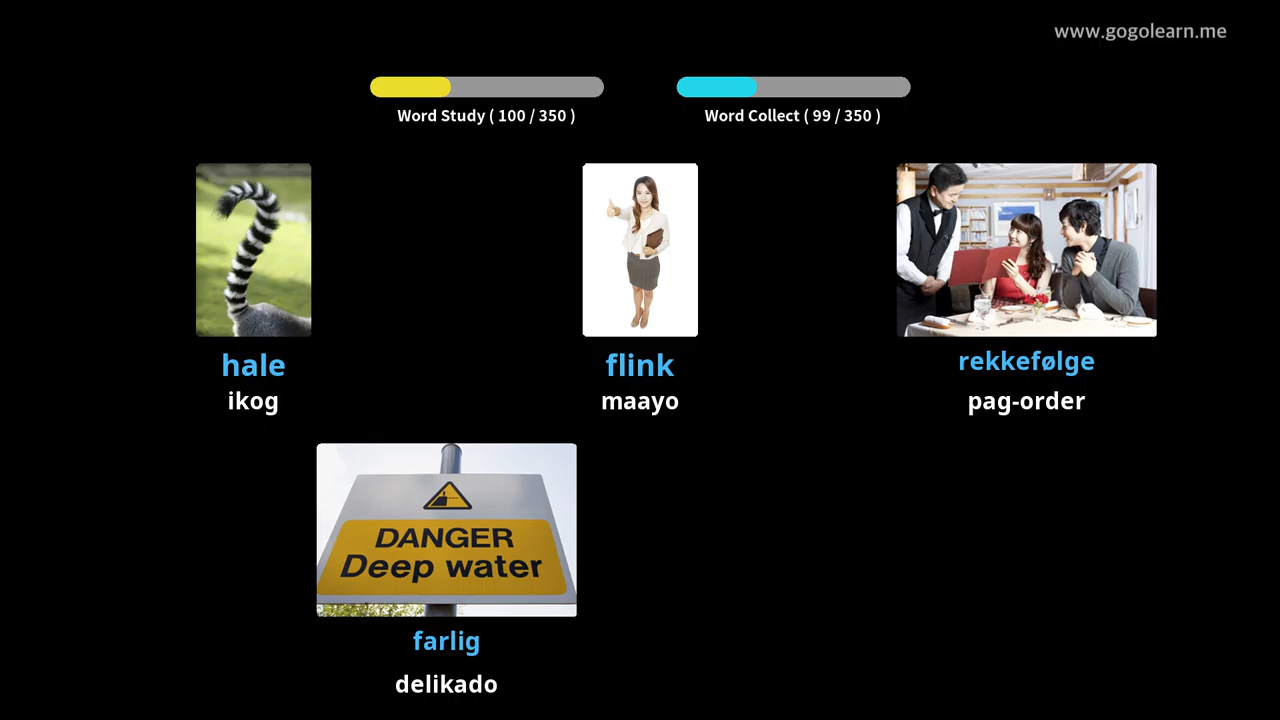 www.gogolearn.me
Word Study ( 100 / 350 )
Word Collect ( 99 / 350 )
hale
ikog
flink
maayo
rekkefølge
pag-order
DANGER
Deep water
farlig
delikado